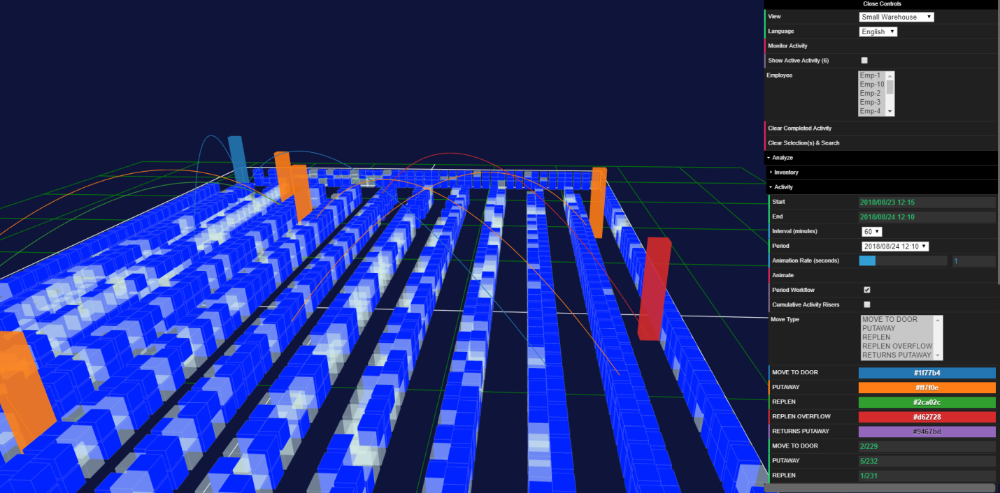 Close Controls
View Small Warehouse
Language English
Monitor Activity
Show Active Activity (6)
Employee Emp-1
Emp-10
Emp-2
Emp-3
Emp-4
Clear Completed Activity
Clear Selection(s) & Search
Analyze
Inventory
Activity
Start 2018/08/23 12:15
End 2018/08/24 12:10
Interval (minutes) 60
Period 2018/08/24 12:10
Animation Rate (seconds) 1
Animate
Period Workflow
Cumulative Activity Risers
Move Type MOVE TO DOOR
PUTAWAY
REPLEN
REPLEN OVERFLOW
RETURNS PUTAWAY
MOVE TO DOOR #1f77b4
PUTAWAY #ff7f0e
REPLEN #2ca02c
REPLEN OVERFLOW #d62728
RETURNS PUTAWAY #9467bd
MOVE TO DOOR 2/229
PUTAWAY 5/232
REPLEN 1/231